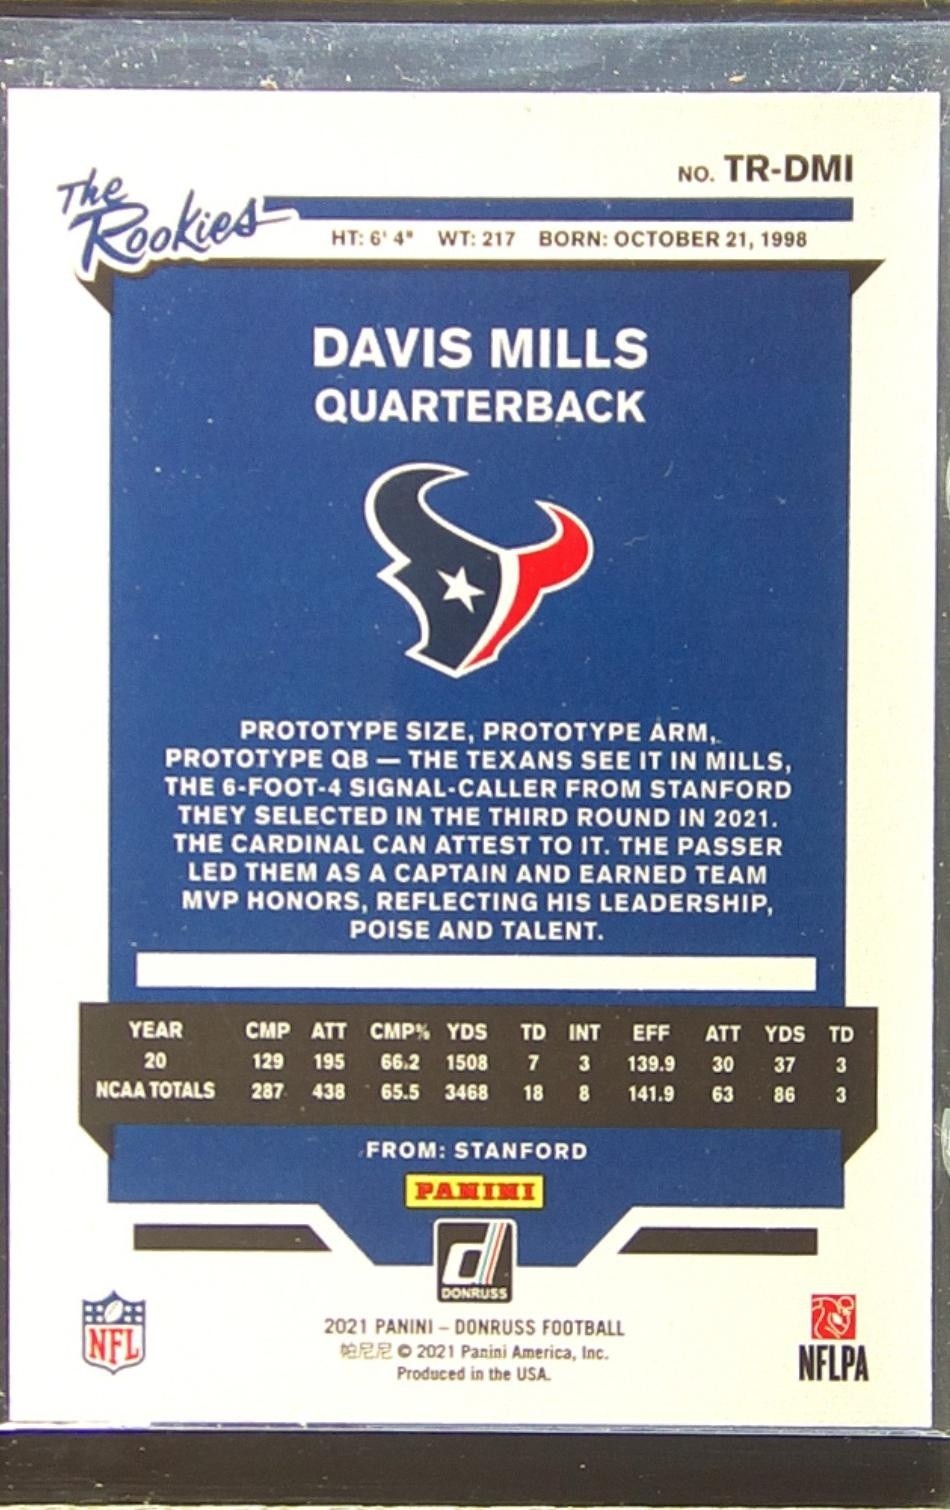 NO. TR-DMI
The
Rookies
HT: 6' 4" WT: 217 BORN: OCTOBER 21, 1998
DAVIS MILLS
QUARTERBACK
PROTOTYPE SIZE, PROTOTYPE ARM,
PROTOTYPE QB — THE TEXANS SEE IT IN MILLS,
THE 6-FOOT-4 SIGNAL-CALLER FROM STANFORD
THEY SELECTED IN THE THIRD ROUND IN 2021.
THE CARDINAL CAN ATTEST TO IT. THE PASSER
LED THEM AS A CAPTAIN AND EARNED TEAM
MVP HONORS, REFLECTING HIS LEADERSHIP,
POISE AND TALENT.
YEAR CMP ATT CMP% YDS TD INT EFF ATT YDS TD
20 129 195 66.2 1508 7 3 139.9 30 37 3
NCAA TOTALS 287 438 65.5 3468 18 8 141.9 63 86 3
FROM: STANFORD
PANINI
d
DONRUSS
NFL
2021 PANINI – DONRUSS FOOTBALL
帕尼尼 © 2021 Panini America, Inc.
Produced in the USA.
NFLPA